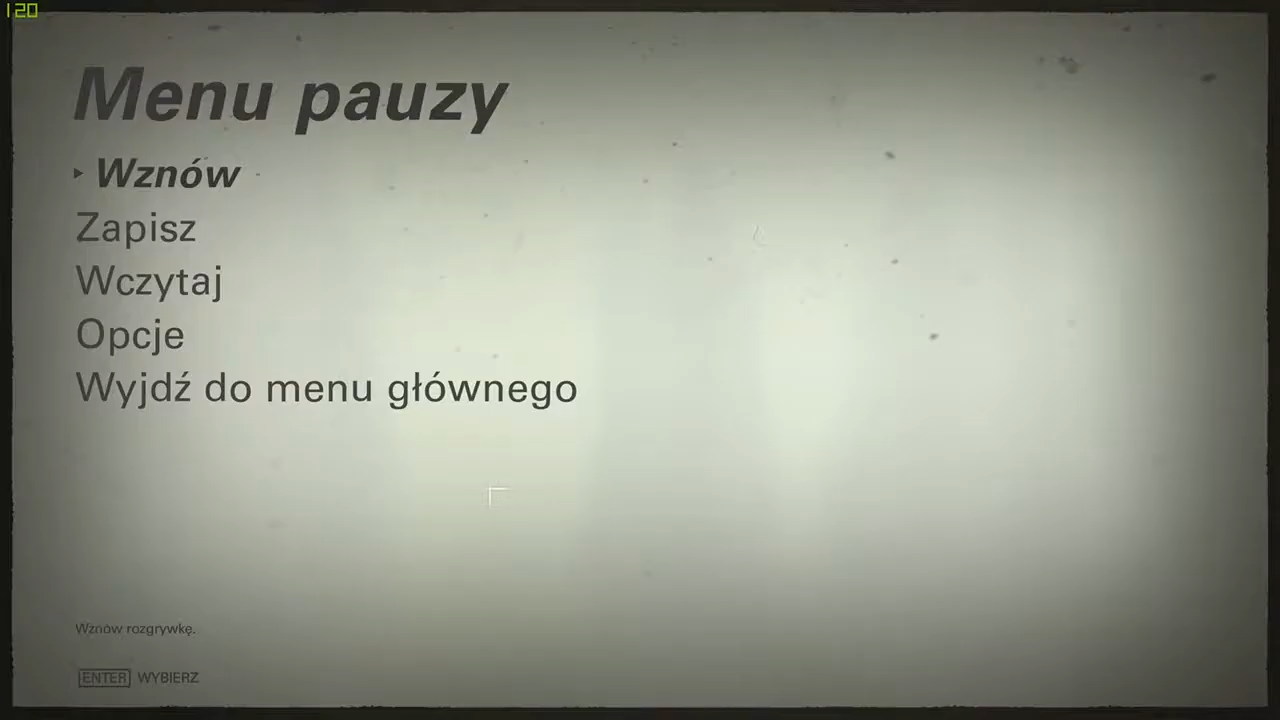 120
Menu pauzy
Wznów
Zapisz
Wczytaj
Opcje
Wyjdź do menu głównego
Wznów rozgrywkę.
ENTER WYBIERZ